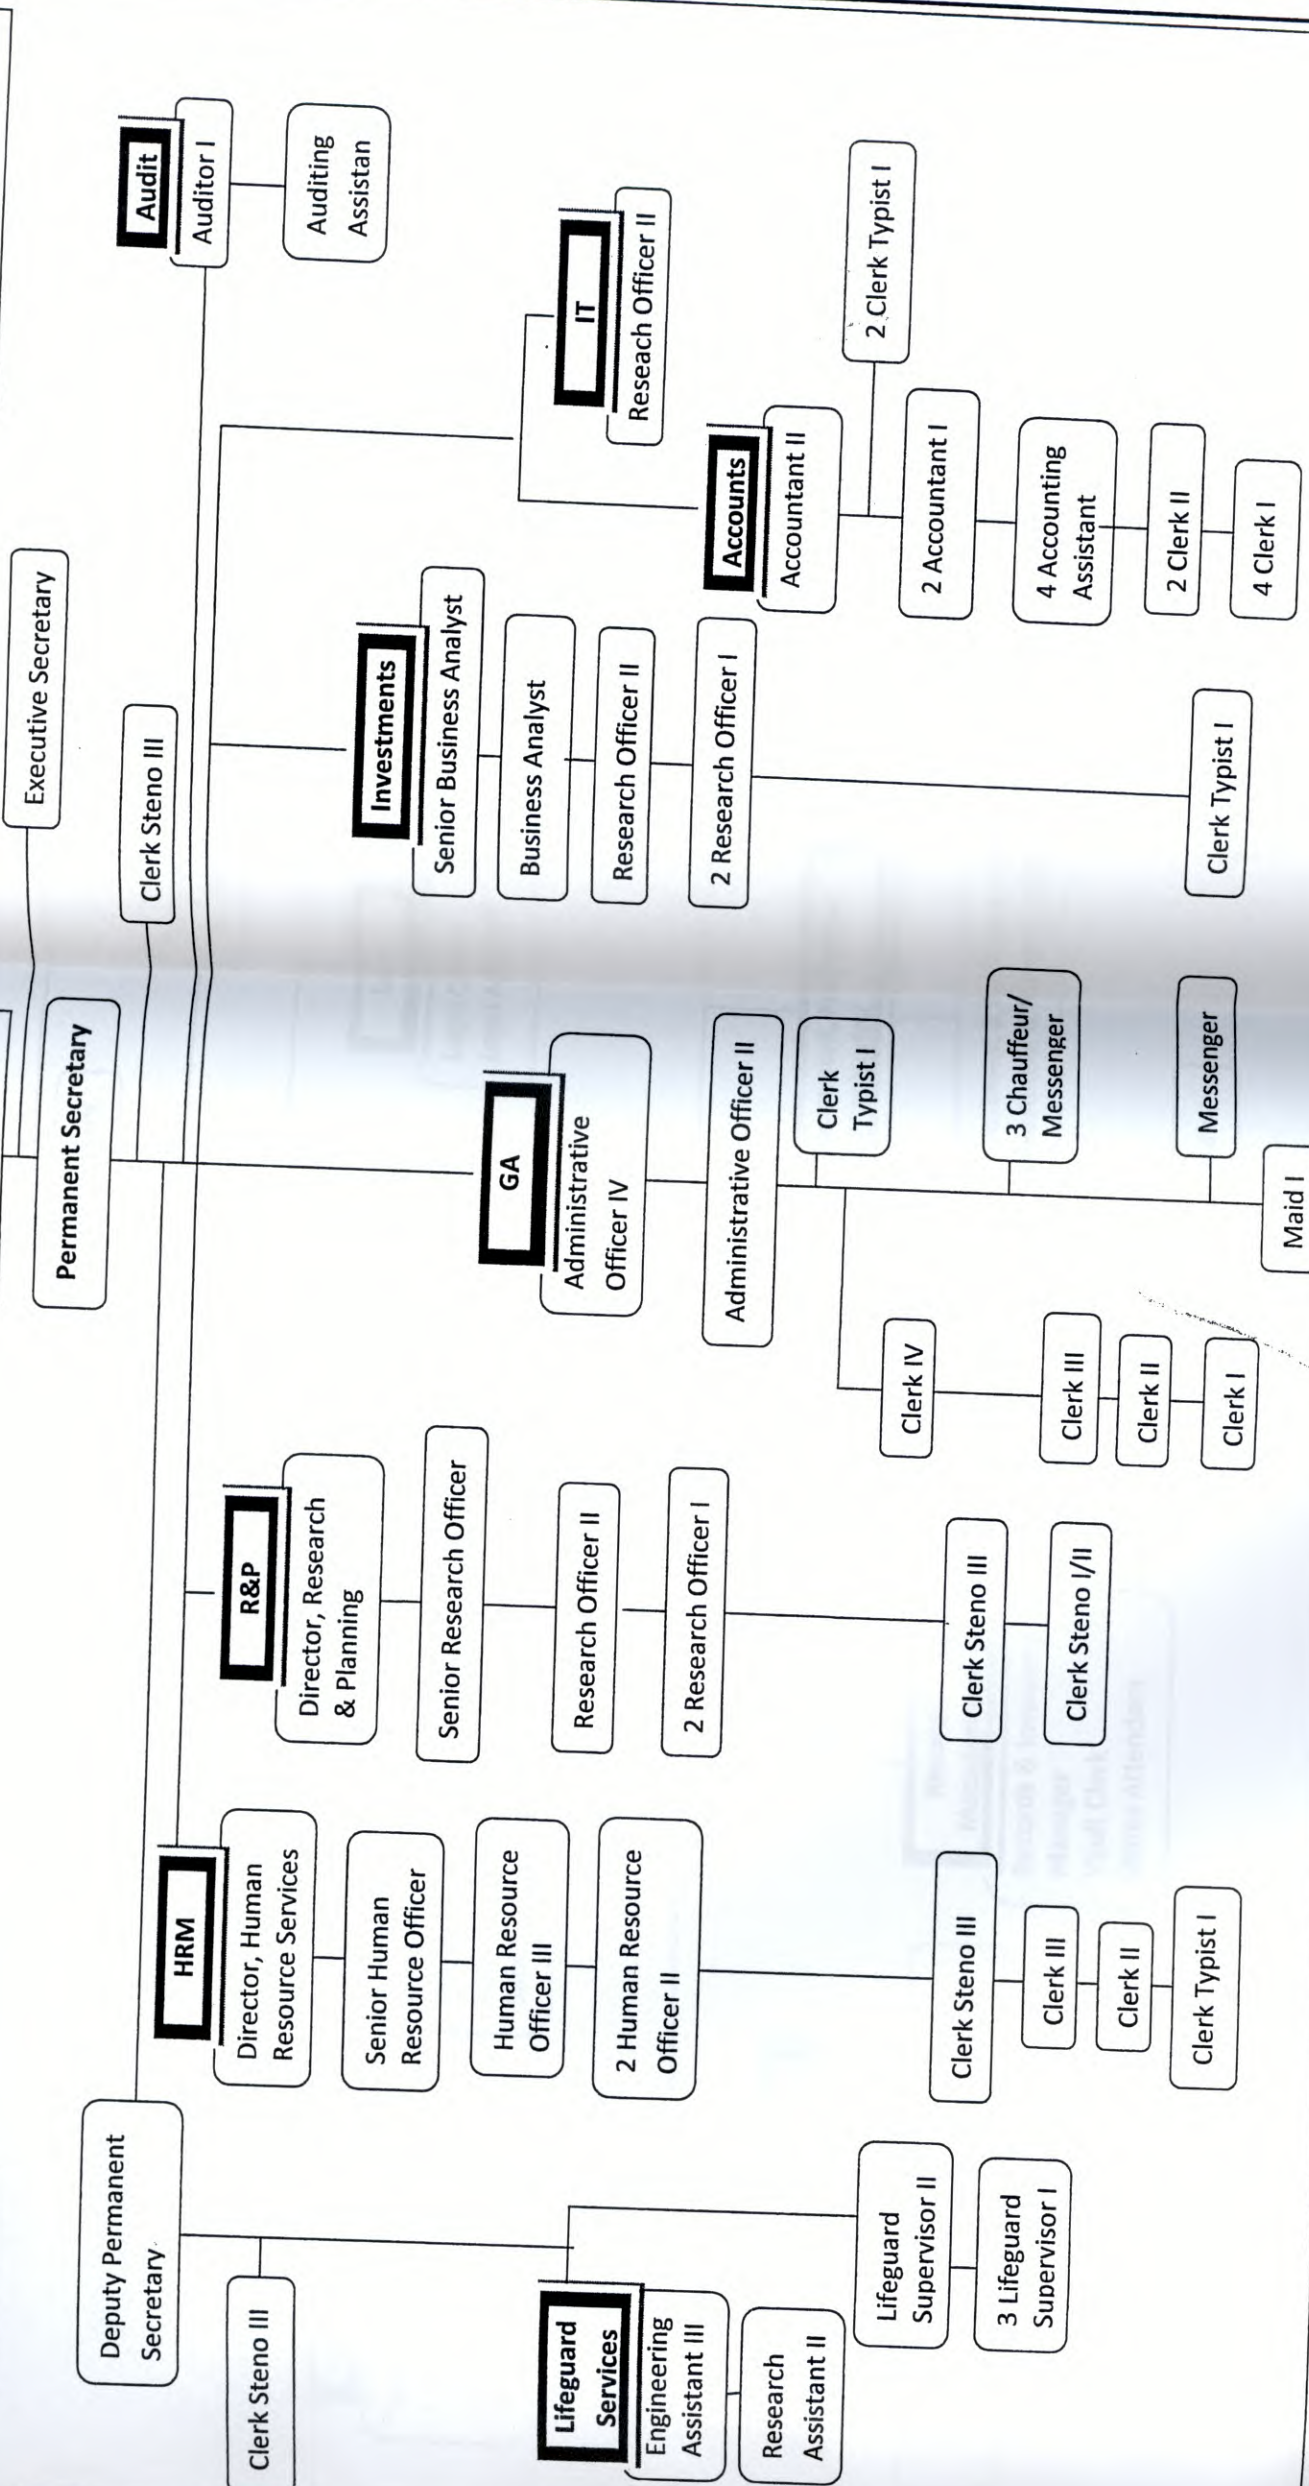 Executive Secretary
Permanent Secretary
Clerk Steno III
Deputy Permanent
Secretary
Clerk Steno III
Lifeguard
Services
Engineering
Assistant III
Research
Assistant II
Lifeguard
Supervisor II
3 Lifeguard
Supervisor I
HRM
Director, Human
Resource Services
Senior Human
Resource Officer
Human Resource
Officer III
2 Human Resource
Officer II
Clerk Steno III
Clerk III
Clerk II
Clerk Typist I
R&P
Director, Research
& Planning
Senior Research Officer
Research Officer II
2 Research Officer I
Clerk Steno III
Clerk Steno I/II
GA
Administrative
Officer IV
Administrative Officer II
Clerk
Typist I
Clerk IV
Clerk III
Clerk II
Clerk I
3 Chauffeur/
Messenger
Messenger
Maid I
Investments
Senior Business Analyst
Business Analyst
Research Officer II
2 Research Officer I
Clerk Typist I
Accounts
Accountant II
2 Clerk Typist I
2 Accountant I
4 Accounting
Assistant
2 Clerk II
4 Clerk I
IT
Reseach Officer II
Audit
Auditor I
Auditing
Assistan